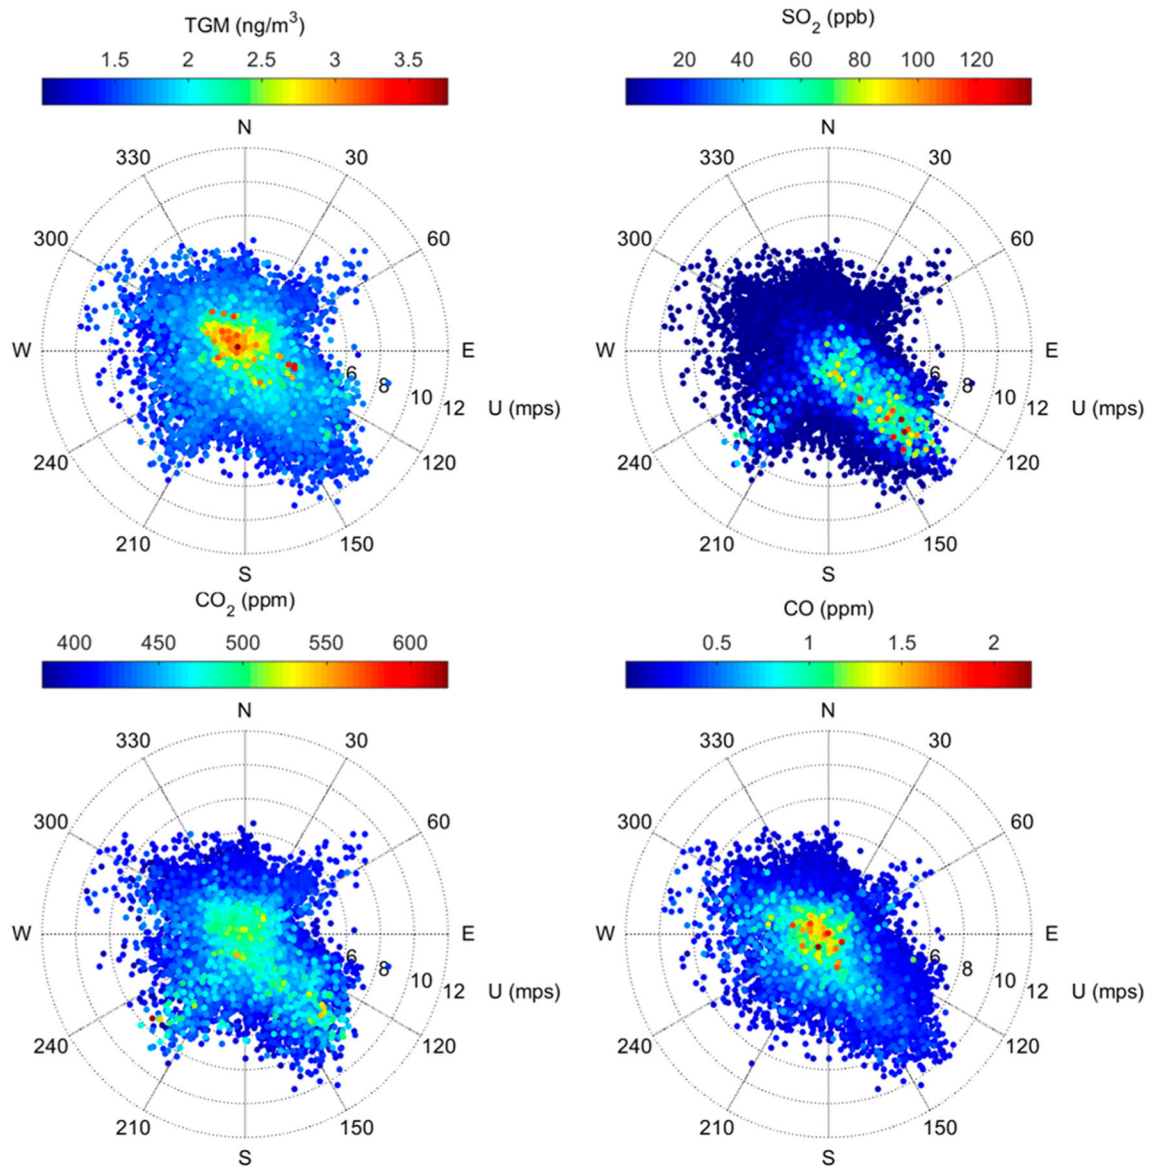 TGM (ng/m³)
1.5 2 2.5 3 3.5
N
330 30
300 60
W E
6 8 10 12 U (mps)
240 120
210 150
S
SO₂ (ppb)
20 40 60 80 100 120
N
330 30
300 60
W E
6 8 10 12 U (mps)
240 120
210 150
S
CO₂ (ppm)
400 450 500 550 600
N
330 30
300 60
W E
6 8 10 12 U (mps)
240 120
210 150
S
CO (ppm)
0.5 1 1.5 2
N
330 30
300 60
W E
6 8 10 12 U (mps)
240 120
210 150
S